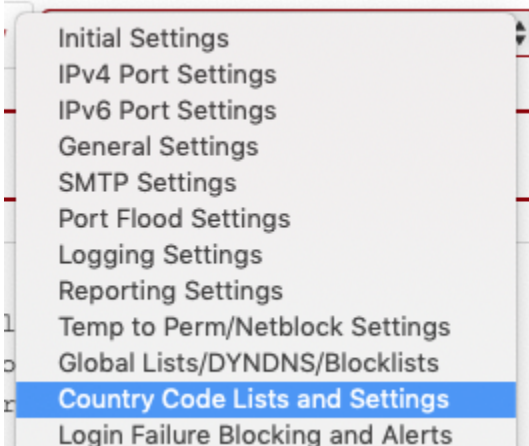 Initial Settings
IPv4 Port Settings
IPv6 Port Settings
General Settings
SMTP Settings
Port Flood Settings
Logging Settings
Reporting Settings
Temp to Perm/Netblock Settings
Global Lists/DYNDNS/Blocklists
Country Code Lists and Settings
Login Failure Blocking and Alerts